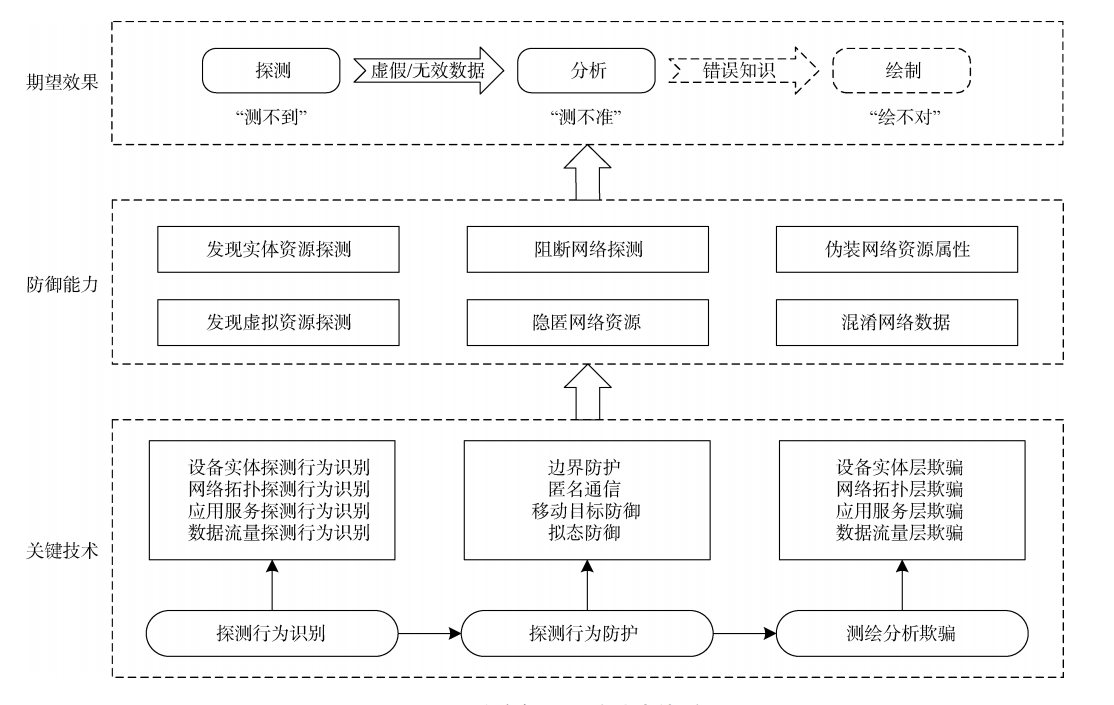 期望效果
探测
虚假/无效数据
分析
错误知识
绘制
“测不到”
“测不准”
“绘不对”
防御能力
发现实体资源探测
阻断网络探测
伪装网络资源属性
发现虚拟资源探测
隐匿网络资源
混淆网络数据
关键技术
设备实体探测行为识别
网络拓扑探测行为识别
应用服务探测行为识别
数据流量探测行为识别
边界防护
匿名通信
移动目标防御
拟态防御
设备实体层欺骗
网络拓扑层欺骗
应用服务层欺骗
数据流量层欺骗
探测行为识别
探测行为防护
测绘分析欺骗